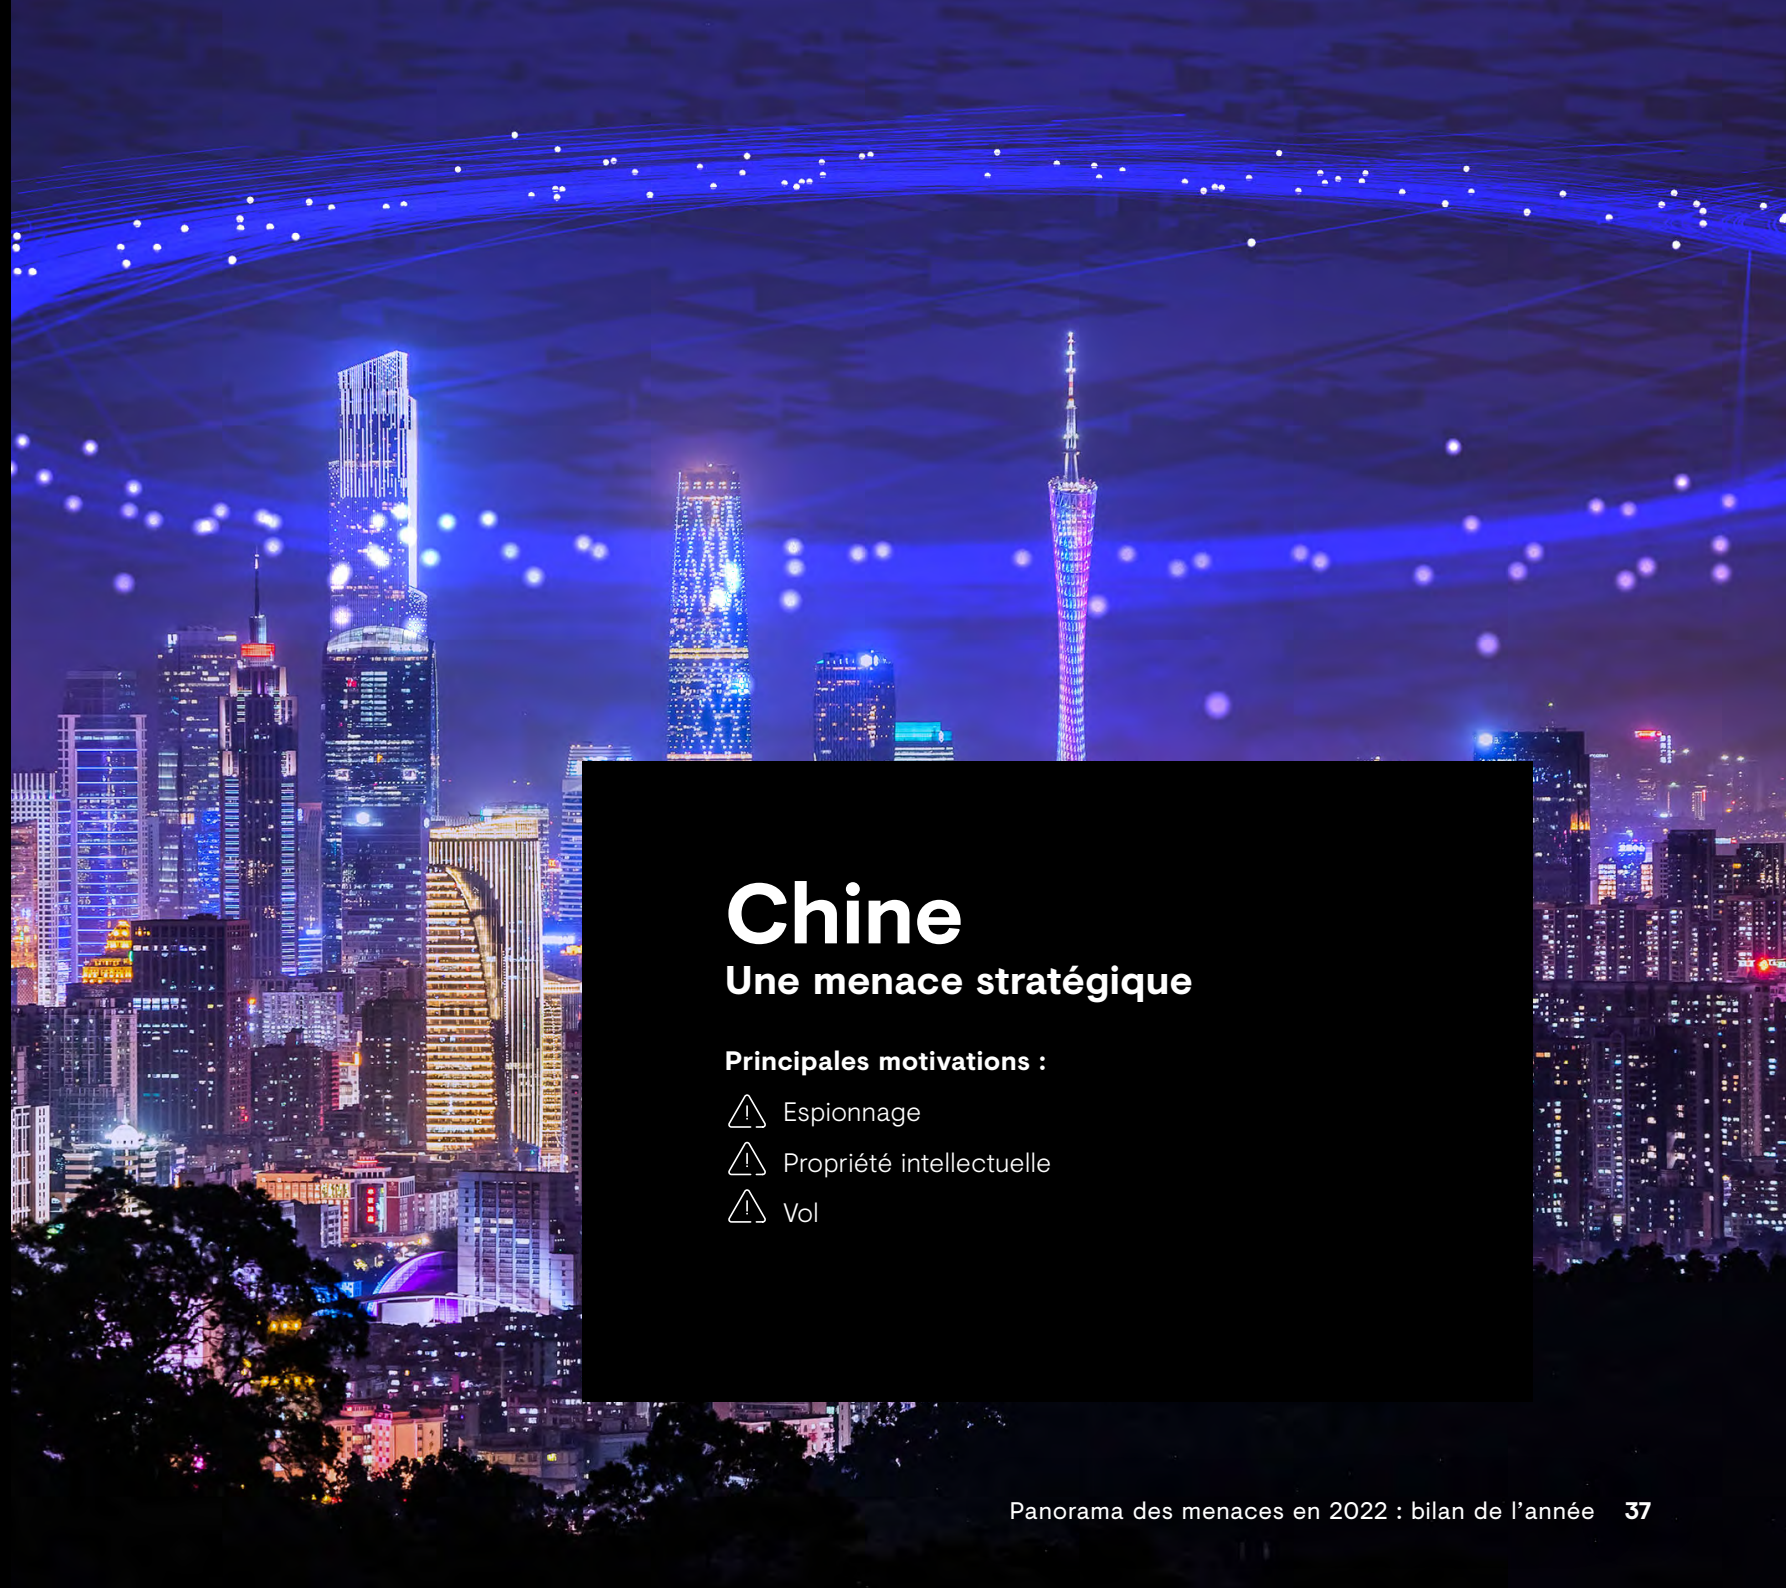 Chine
Une menace stratégique
Principales motivations :
Espionnage
Propriété intellectuelle
Vol
Panorama des menaces en 2022 : bilan de l’année 37